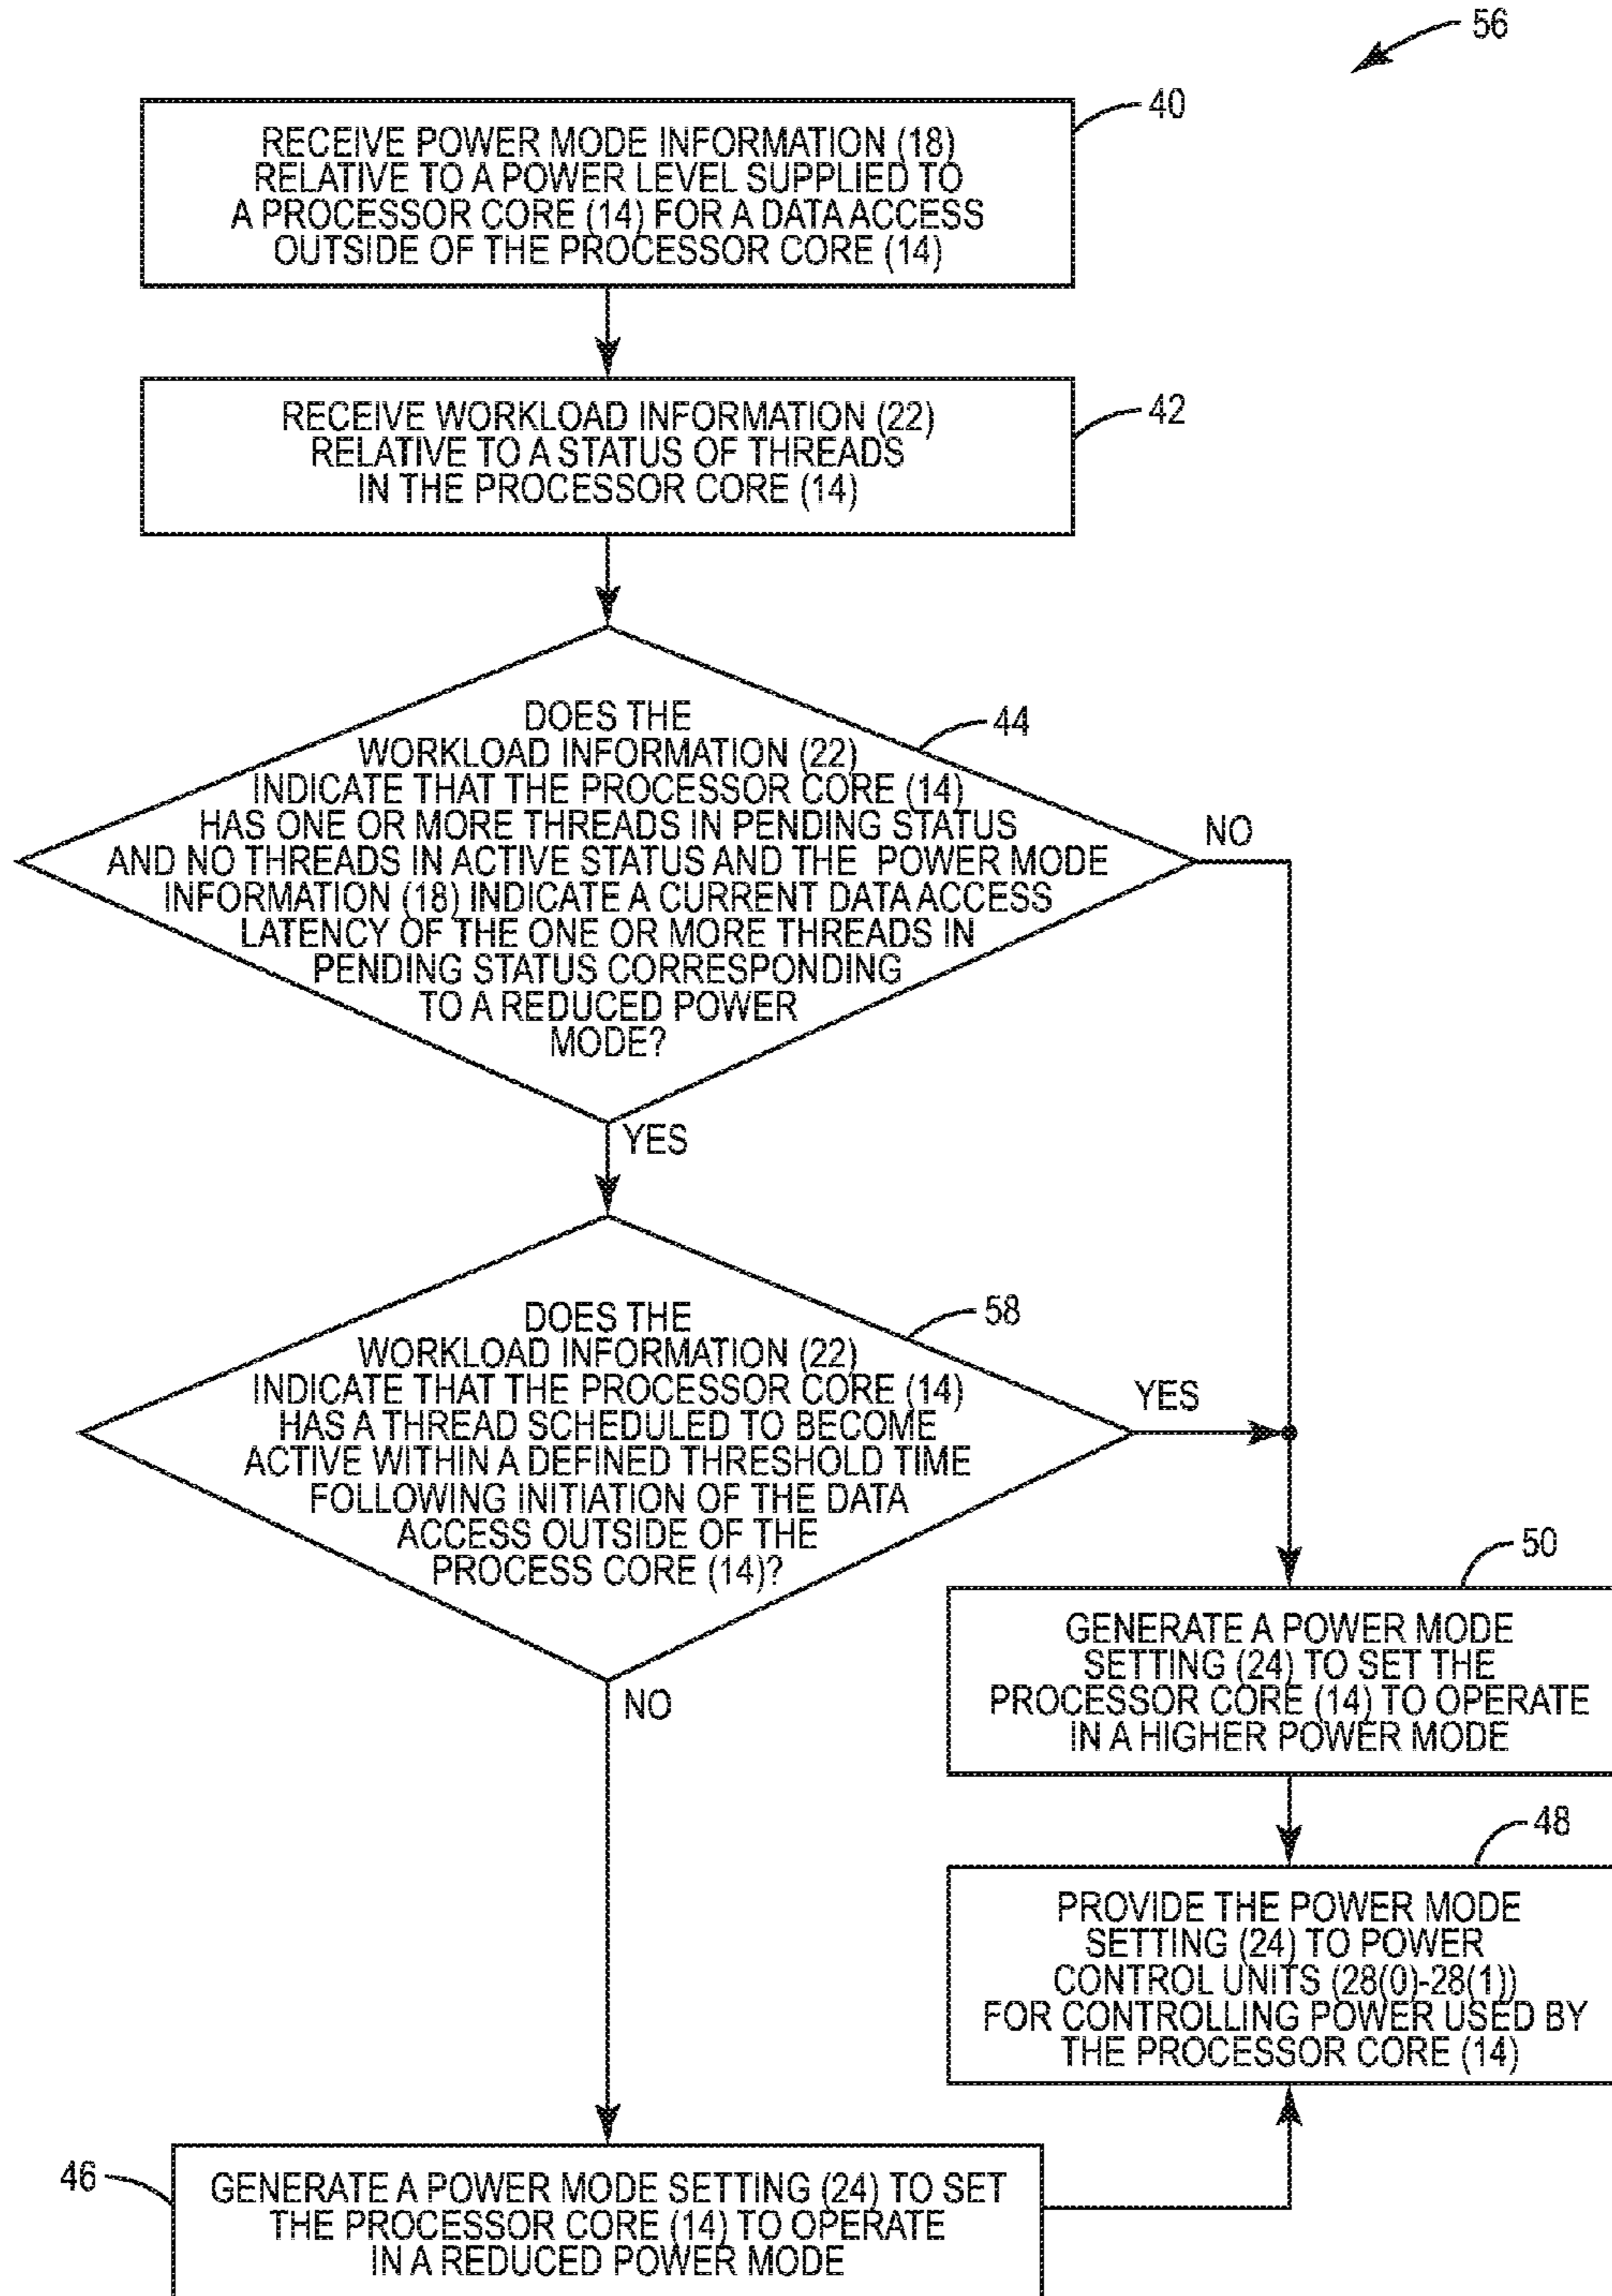 56
40
RECEIVE POWER MODE INFORMATION (18)
RELATIVE TO A POWER LEVEL SUPPLIED TO
A PROCESSOR CORE (14) FOR A DATA ACCESS
OUTSIDE OF THE PROCESSOR CORE (14)
42
RECEIVE WORKLOAD INFORMATION (22)
RELATIVE TO A STATUS OF THREADS
IN THE PROCESSOR CORE (14)
44
DOES THE
WORKLOAD INFORMATION (22)
INDICATE THAT THE PROCESSOR CORE (14)
HAS ONE OR MORE THREADS IN PENDING STATUS
AND NO THREADS IN ACTIVE STATUS AND THE POWER MODE
INFORMATION (18) INDICATE A CURRENT DATA ACCESS
LATENCY OF THE ONE OR MORE THREADS IN
PENDING STATUS CORRESPONDING
TO A REDUCED POWER
MODE?
NO
YES
58
DOES THE
WORKLOAD INFORMATION (22)
INDICATE THAT THE PROCESSOR CORE (14)
HAS A THREAD SCHEDULED TO BECOME
ACTIVE WITHIN A DEFINED THRESHOLD TIME
FOLLOWING INITIATION OF THE DATA
ACCESS OUTSIDE OF THE
PROCESS CORE (14)?
YES
NO
50
GENERATE A POWER MODE
SETTING (24) TO SET THE
PROCESSOR CORE (14) TO OPERATE
IN A HIGHER POWER MODE
48
PROVIDE THE POWER MODE
SETTING (24) TO POWER
CONTROL UNITS (28(0)-28(1))
FOR CONTROLLING POWER USED BY
THE PROCESSOR CORE (14)
46
GENERATE A POWER MODE SETTING (24) TO SET
THE PROCESSOR CORE (14) TO OPERATE
IN A REDUCED POWER MODE